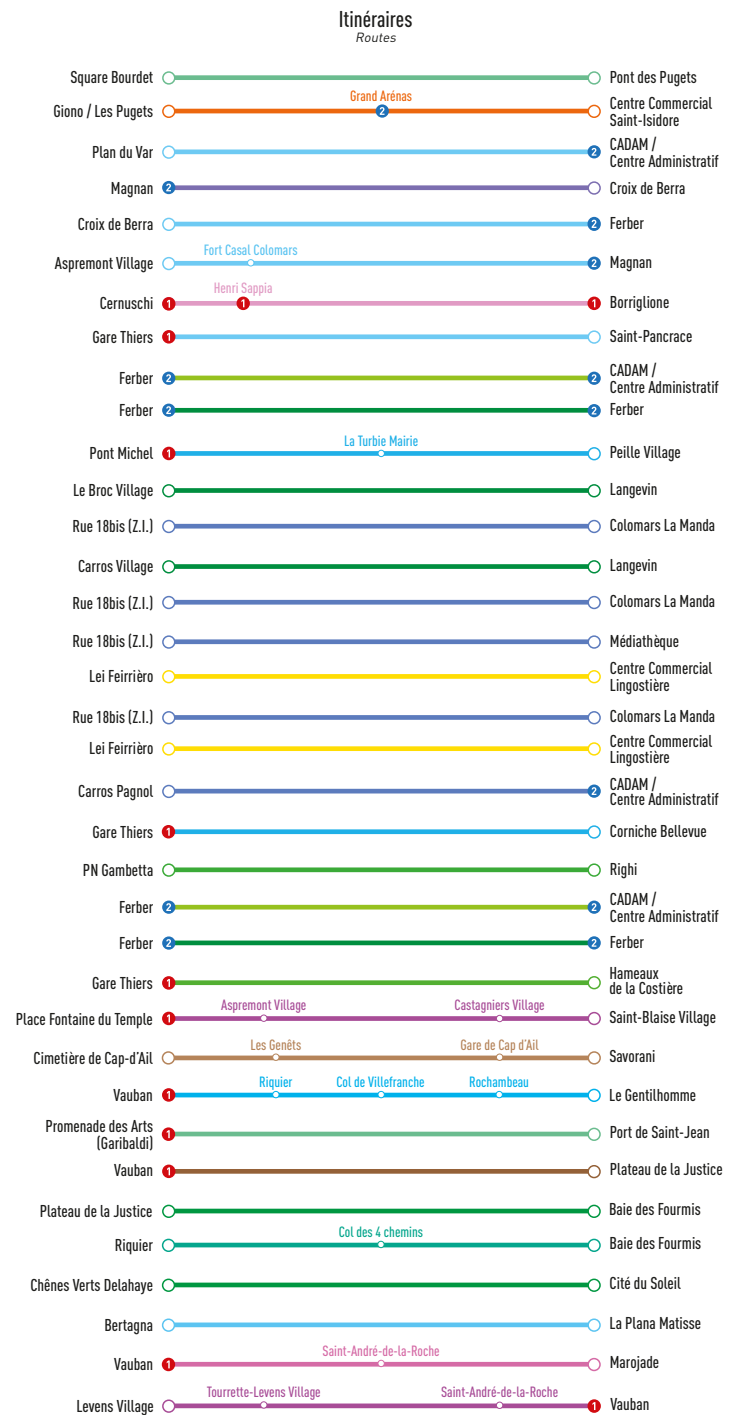 Itinéraires
Routes
Square Bourdet Pont des Pugets
Grand Arénas
Giono / Les Pugets 2 Centre Commercial
Saint-Isidore
Plan du Var 2 CADAM /
Centre Administratif
Magnan 2 Croix de Berra
Croix de Berra 2 Ferber
Fort Casal Colomars
Aspremont Village 2 Magnan
Henri Sappia
Cernuschi 1 1 1 Borriglione
Gare Thiers 1 Saint-Pancrace
Ferber 2 2 CADAM /
Centre Administratif
Ferber 2 2 Ferber
La Turbie Mairie
Pont Michel 1 Peille Village
Le Broc Village Langevin
Rue 18bis (Z.I.) Colomars La Manda
Carros Village Langevin
Rue 18bis (Z.I.) Colomars La Manda
Rue 18bis (Z.I.) Médiathèque
Lei Feirrièro Centre Commercial
Lingostière
Rue 18bis (Z.I.) Colomars La Manda
Lei Feirrièro Centre Commercial
Lingostière
Carros Pagnol 2 CADAM /
Centre Administratif
Gare Thiers 1 Corniche Bellevue
PN Gambetta Righi
Ferber 2 2 CADAM /
Centre Administratif
Ferber 2 2 Ferber
Gare Thiers 1 Hameaux
de la Costière
Aspremont Village Castagniers Village
Place Fontaine du Temple 1 Saint-Blaise Village
Les Genêts Gare de Cap d'Ail
Cimetière de Cap-d'Ail Savorani
Riquier Col de Villefranche Rochambeau
Vauban 1 Le Gentilhomme
Promenade des Arts
(Garibaldi) 1 Port de Saint-Jean
Vauban 1 Plateau de la Justice
Plateau de la Justice Baie des Fourmis
Col des 4 chemins
Riquier Baie des Fourmis
Chênes Verts Delahaye Cité du Soleil
Bertagna La Plana Matisse
Saint-André-de-la-Roche
Vauban 1 Marojade
Tourrette-Levens Village Saint-André-de-la-Roche
Levens Village 1 Vauban